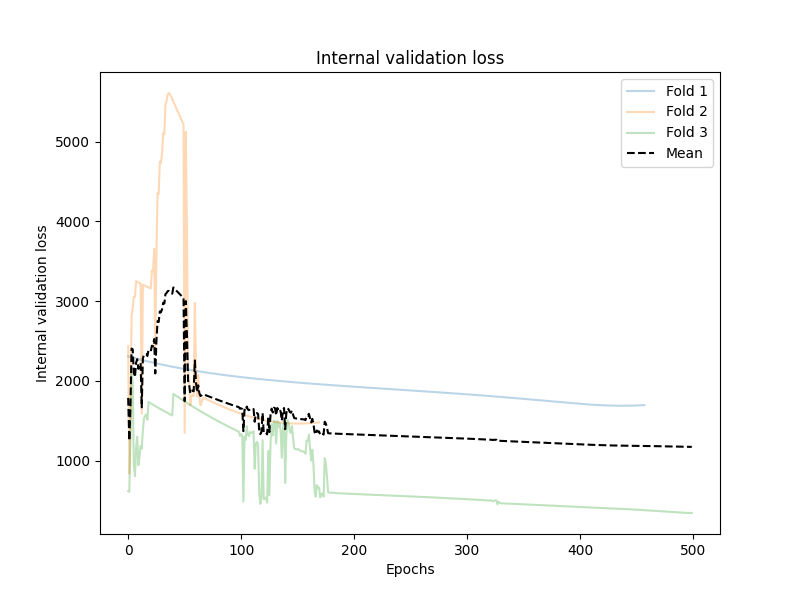 Internal validation loss
Fold 1
Fold 2
Fold 3
Mean
Internal validation loss
5000
4000
3000
2000
1000
0
100
200
300
400
500
Epochs